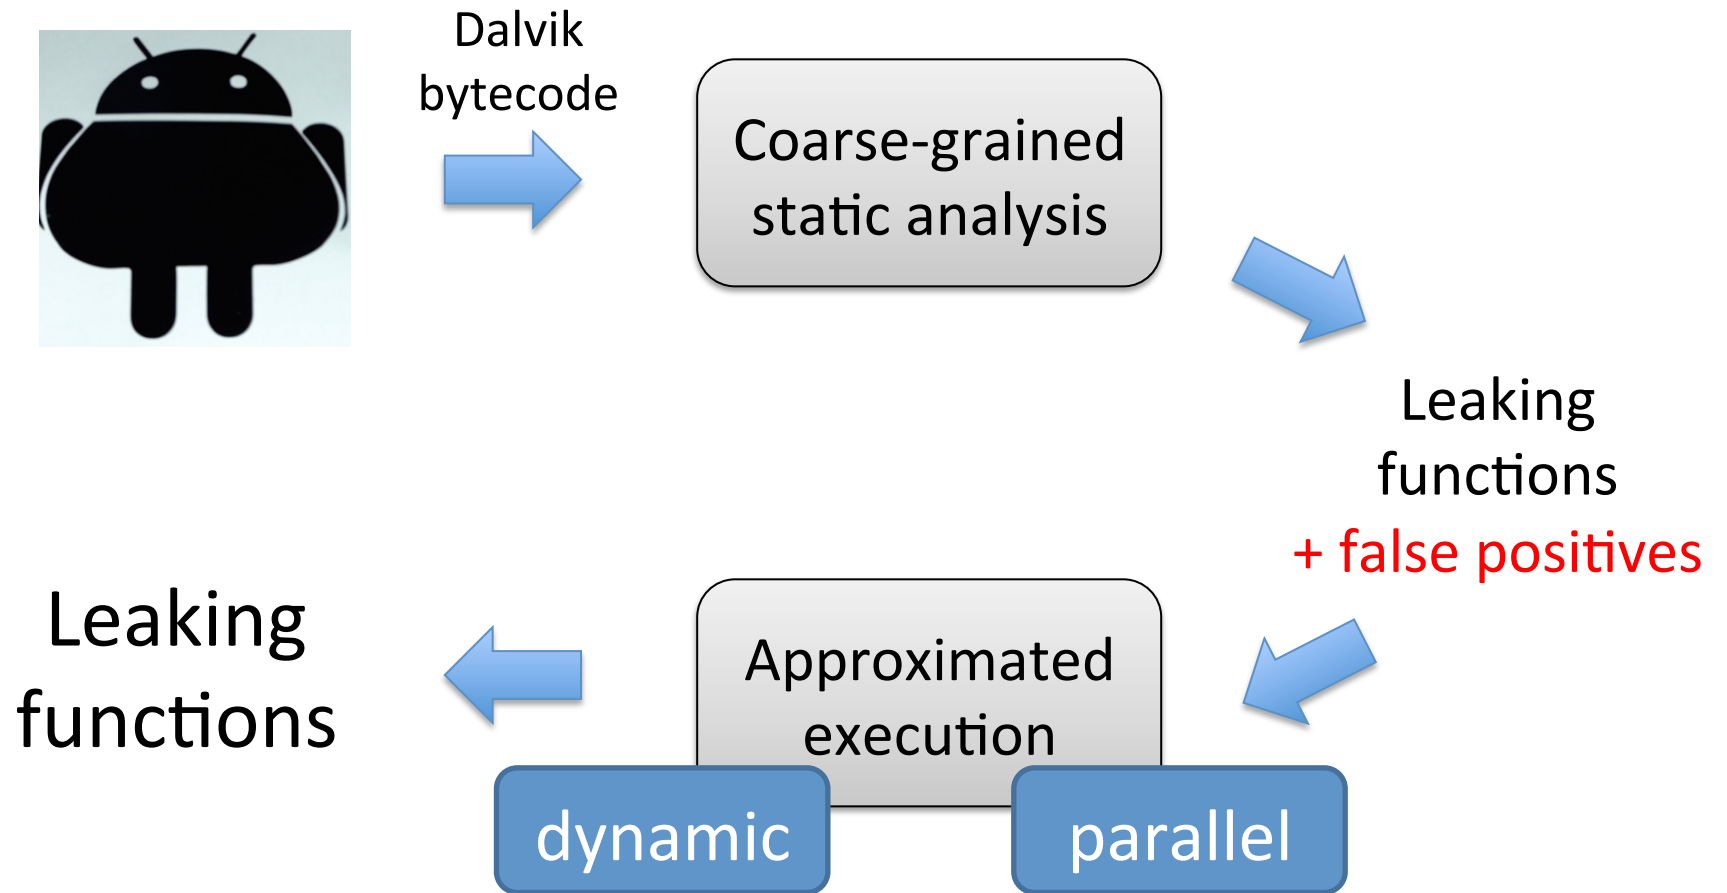 Dalvik
bytecode
Coarse-grained
static analysis
Leaking
functions
+ false positives
Approximated
execution
dynamic
parallel
Leaking
functions